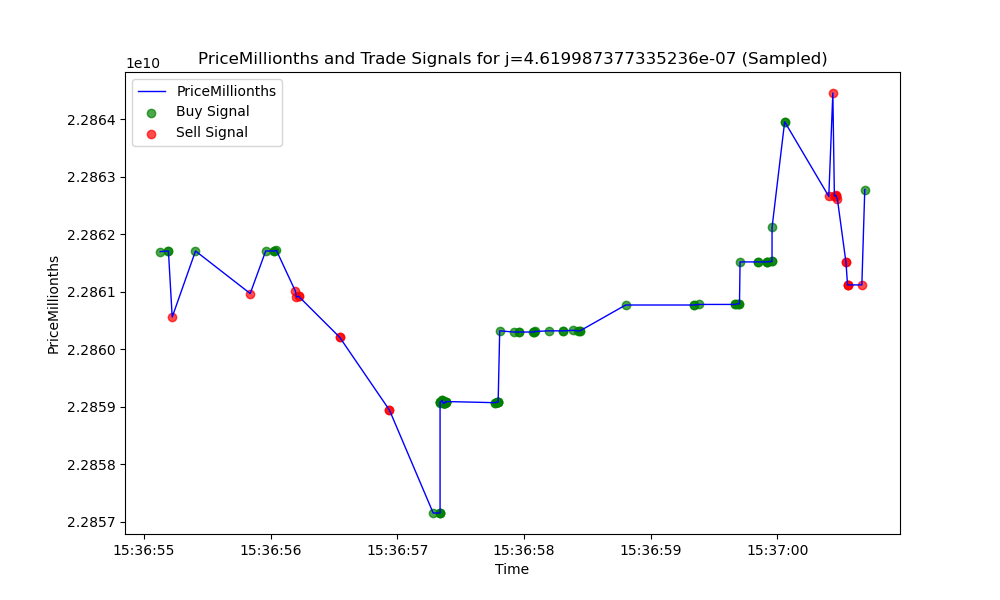 PriceMillionths and Trade Signals for j=4.619987377335236e-07 (Sampled)
1e10
PriceMillionths
Buy Signal
Sell Signal
2.2864
2.2863
2.2862
2.2861
2.2860
2.2859
2.2858
2.2857
PriceMillionths
15:36:55 15:36:56 15:36:57 15:36:58 15:36:59 15:37:00
Time